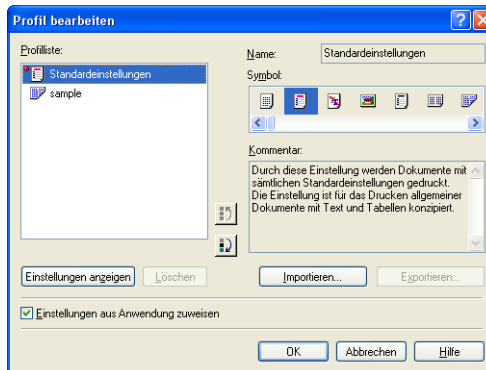 Profil bearbeiten
Profilliste:
Standardeinstellungen
sample
Name:
Standardeinstellungen
Symbol:
Kommentar:
Durch diese Einstellung werden Dokumente mit
sämtlichen Standardeinstellungen gedruckt.
Die Einstellung ist für das Drucken allgemeiner
Dokumente mit Text und Tabellen konzipiert.
Einstellungen anzeigen
Löschen
Importieren...
Exportieren...
Einstellungen aus Anwendung zuweisen
OK
Abbrechen
Hilfe